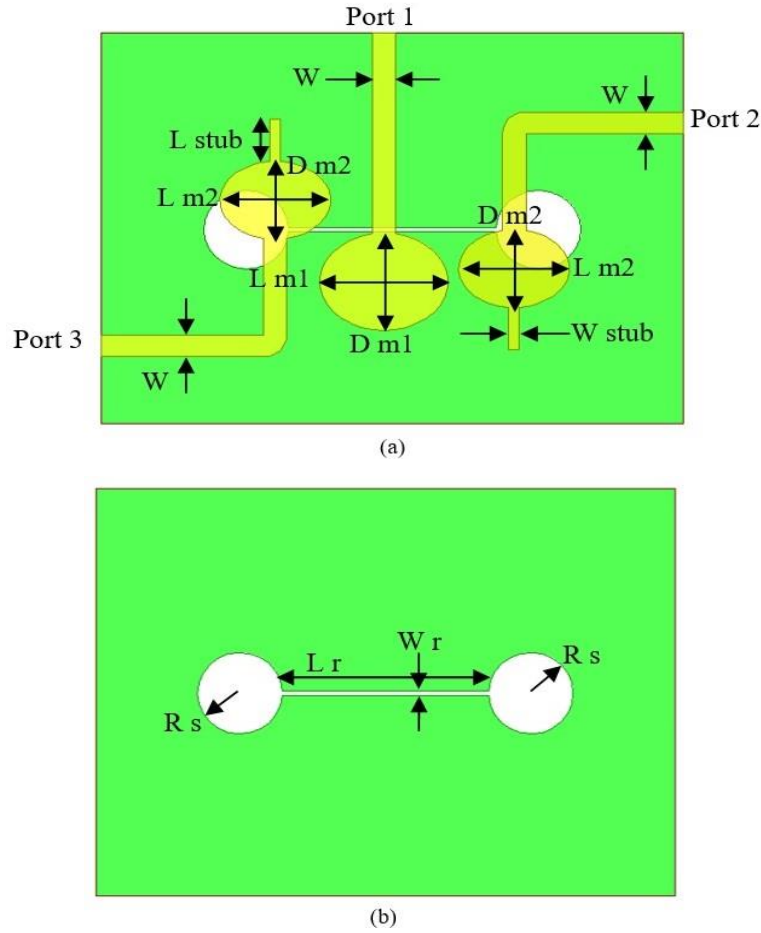 Port 1
W
W
Port 2
L stub
D m2
L m2
D m2
L m1
L m2
Port 3
D m1
W stub
W
(a)
W r
L r
R s
R s
(b)